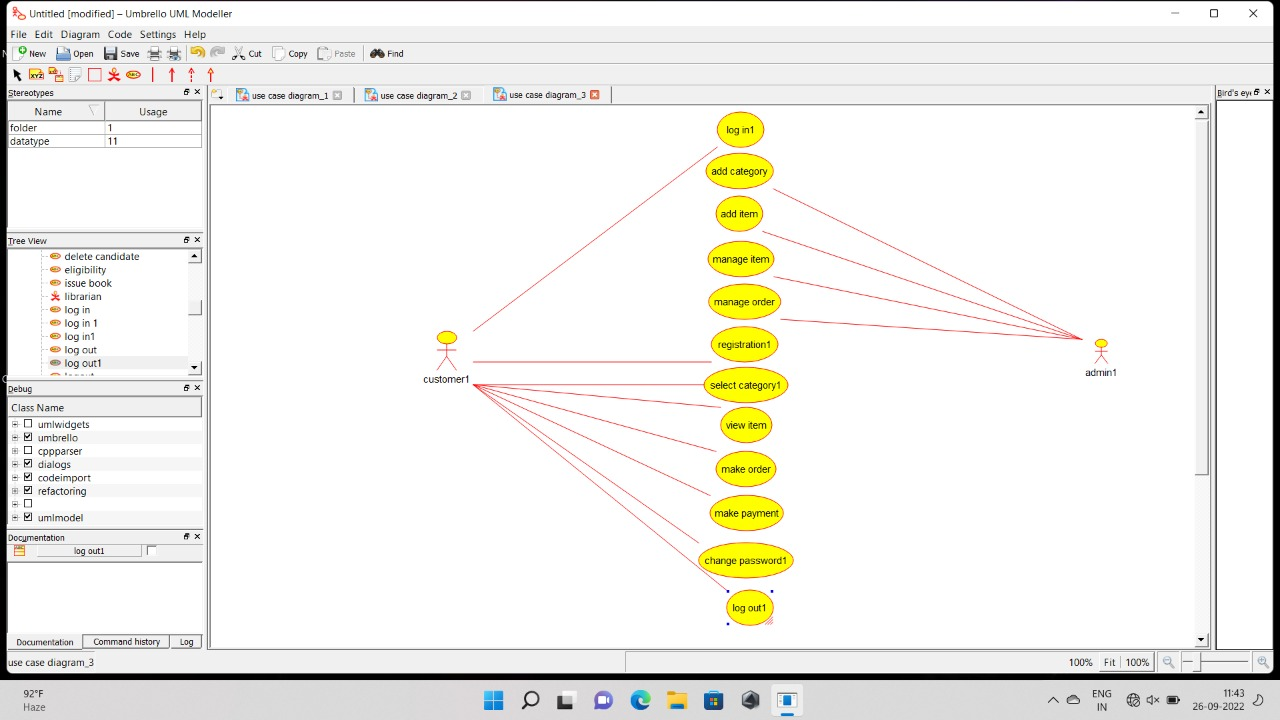 Untitled [modified] – Umbrello UML Modeller
File Edit Diagram Code Settings Help
New Open Save Cut Copy Paste Find
XYZ ABC
Stereotypes
Name Usage
folder 1
datatype 11
Tree View
delete candidate
eligibility
issue book
librarian
log in
log in 1
log in1
log out
log out1
Debug
Class Name
umlwidgets
umbrello
cppparser
dialogs
codeimport
refactoring
umlmodel
Documentation
log out1
Documentation Command history Log
use case diagram_1 use case diagram_2 use case diagram_3
log in1
add category
add item
manage item
manage order
registration1
select category1
view item
make order
make payment
change password1
log out1
customer1
admin1
Bird's eye
use case diagram_3
100% Fit 100%
92°F
Haze
ENG
IN
11:43
26-09-2022